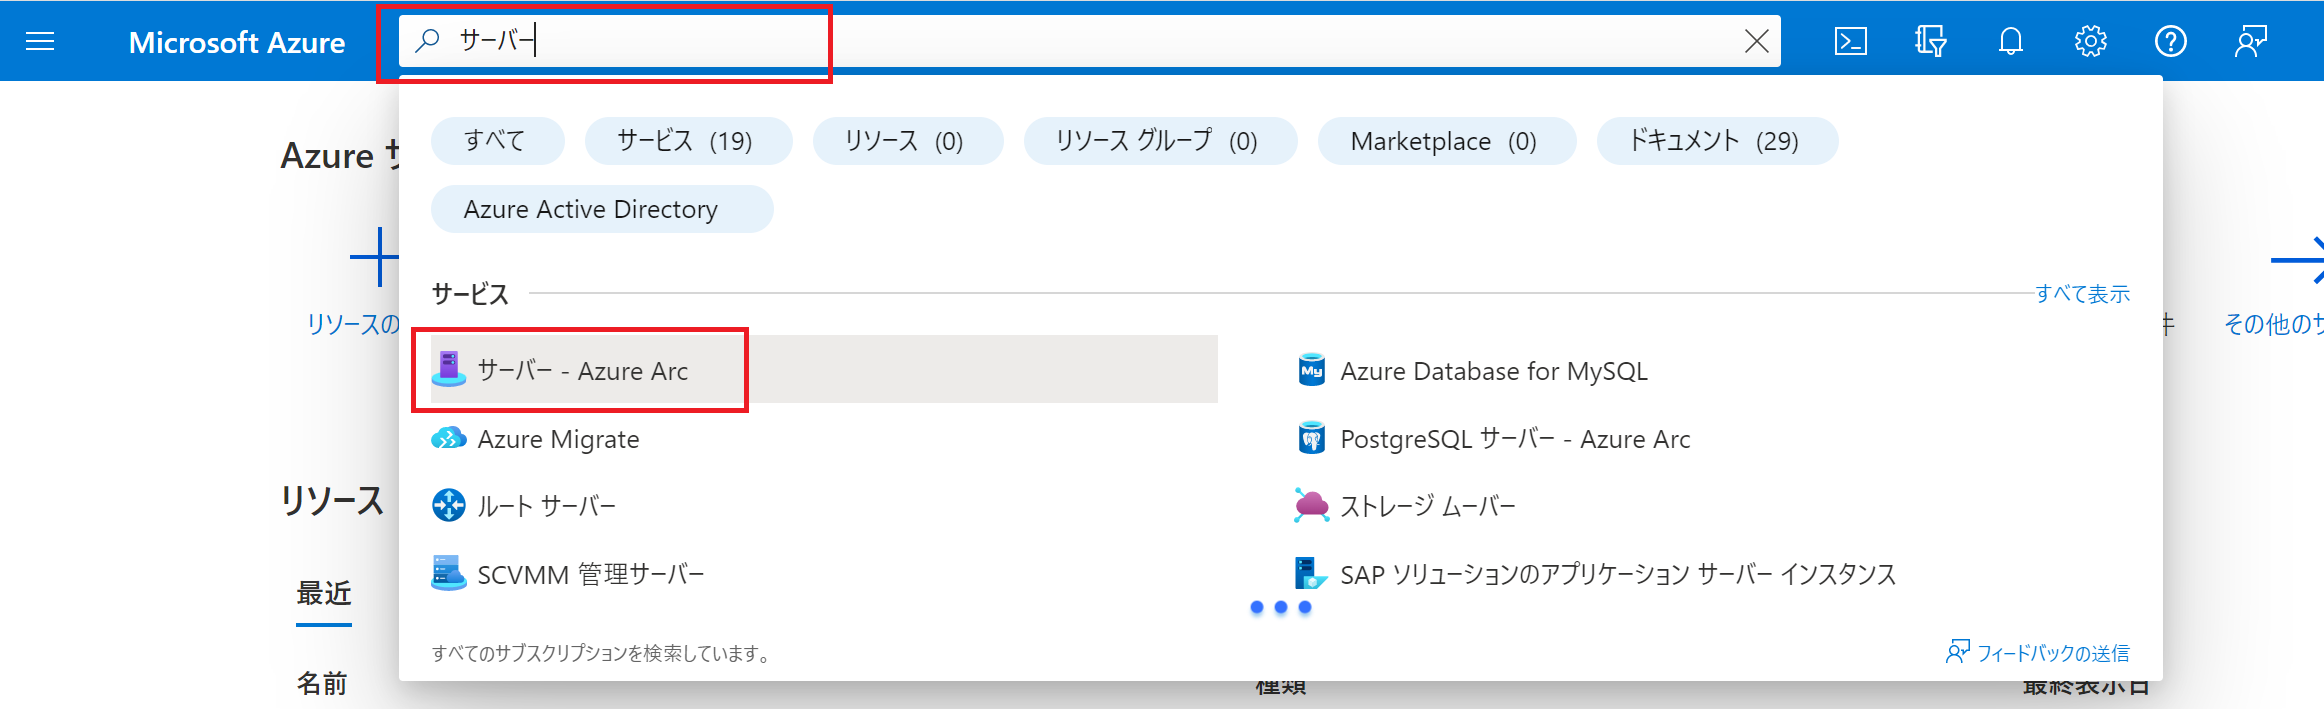 Microsoft Azure
サーバー
Azure サ
すべて
サービス (19)
リソース (0)
リソース グループ (0)
Marketplace (0)
ドキュメント (29)
Azure Active Directory
サービス
すべて表示
リソースの
件
その他のサ
サーバー - Azure Arc
Azure Database for MySQL
Azure Migrate
PostgreSQL サーバー - Azure Arc
リソース
ルート サーバー
ストレージ ムーバー
SCVMM 管理サーバー
SAP ソリューションのアプリケーション サーバー インスタンス
最近
すべてのサブスクリプションを検索しています。
フィードバックの送信
名前
種類
最終表示日